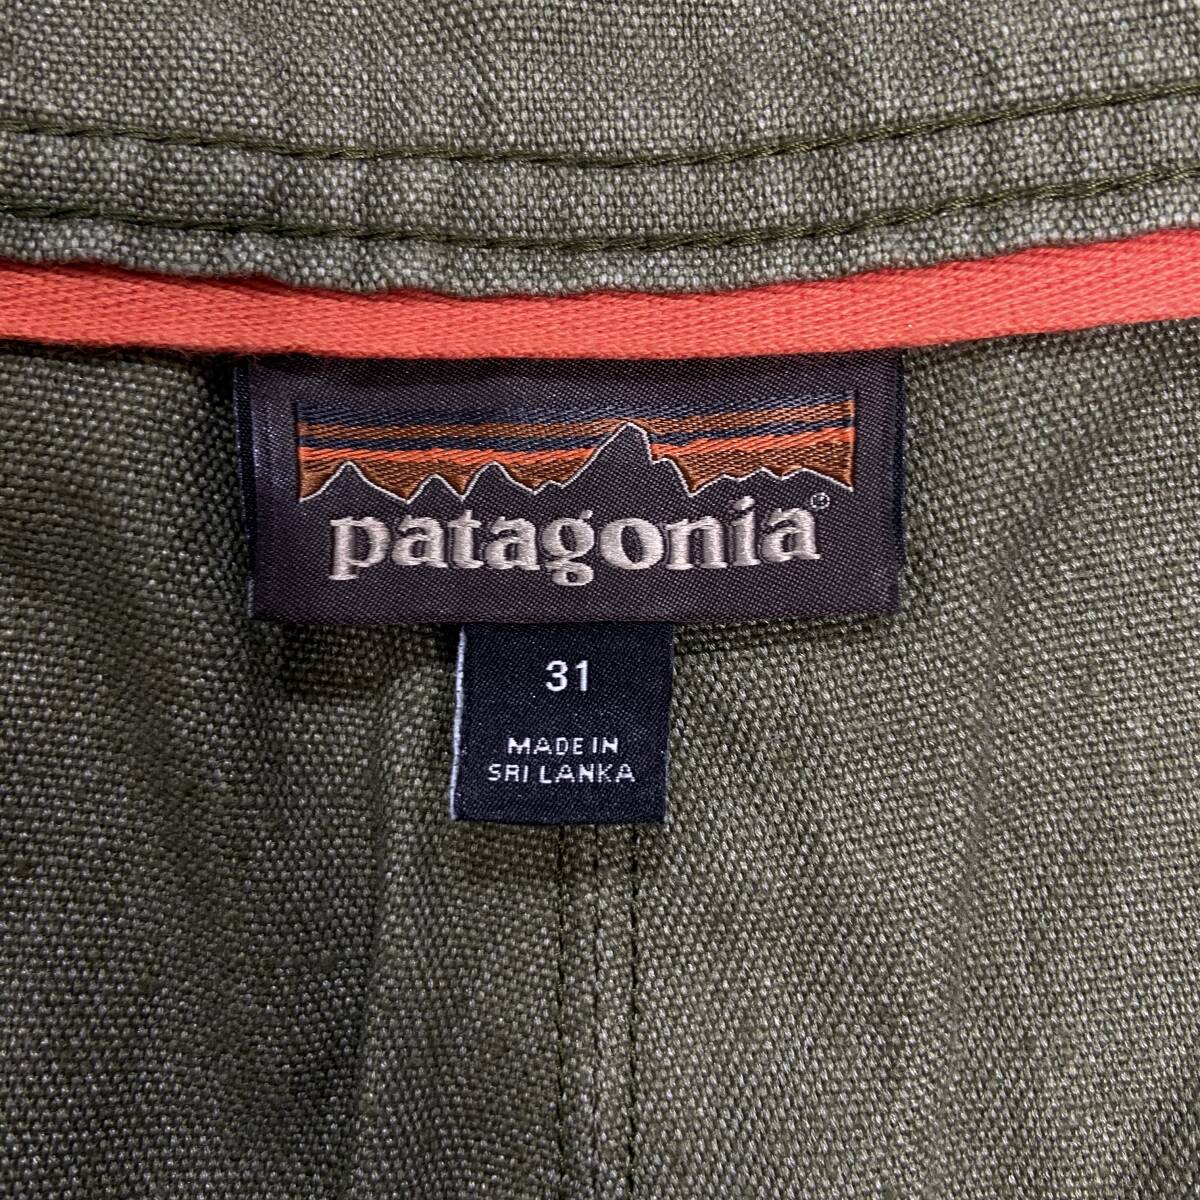 patagonia®
31
MADE IN
SRI LANKA